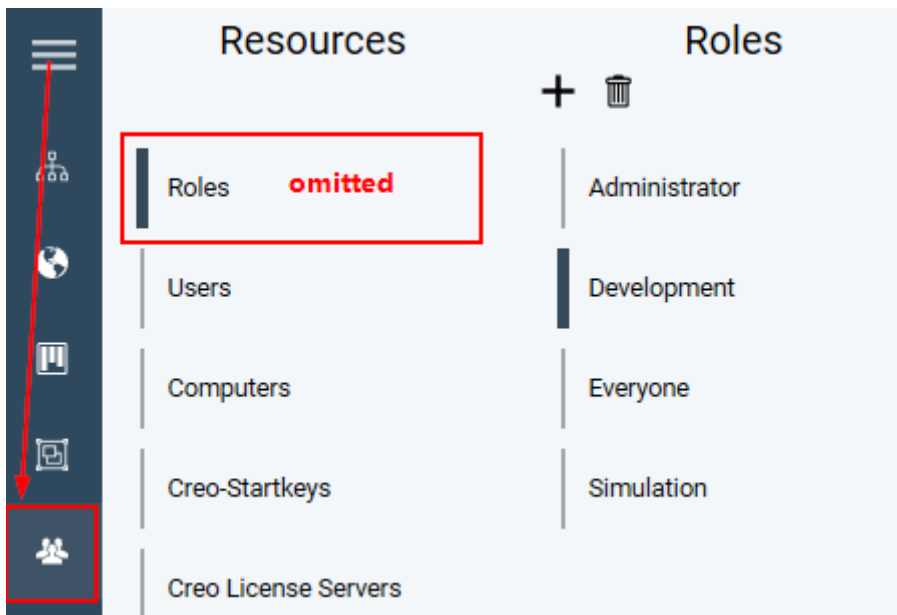 Resources
Roles omitted
Users
Computers
Creo-Startkeys
Creo License Servers
Roles
Administrator
Development
Everyone
Simulation